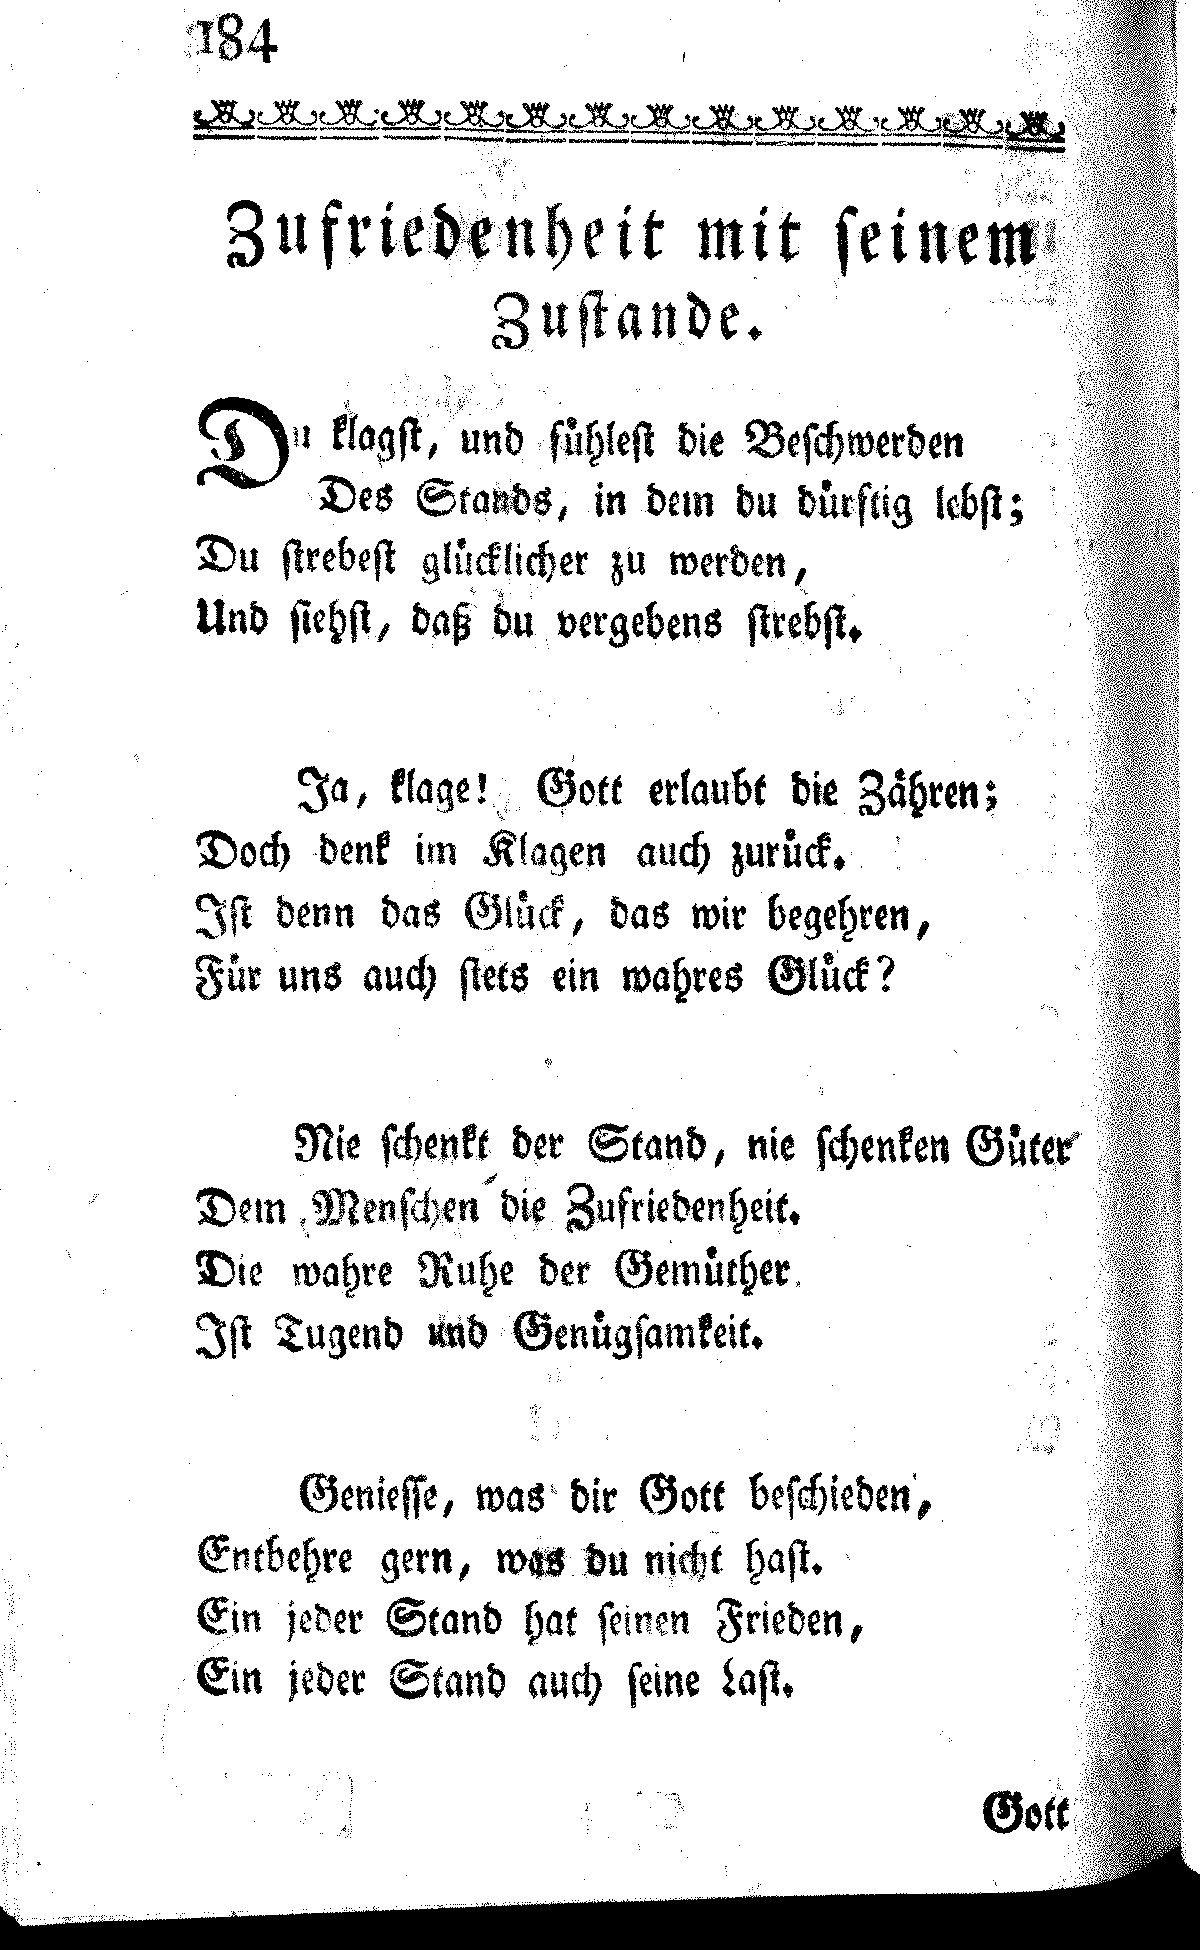 184
Zufriedenheit mit ſeinem
Zuſtande.
Du klagſt, und fühleſt die Beſchwerden
Des Stands, in dem du dürftig lebſt;
Du ſtrebeſt glücklicher zu werden,
Und ſiehſt, daß du vergebens ſtrebſt.
Ja, klage! Gott erlaubt die Zähren;
Doch denk im Klagen auch zurück.
Iſt denn das Glück, das wir begehren,
Für uns auch ſtets ein wahres Glück?
Nie ſchenkt der Stand, nie ſchenken Güter
Dem Menſchen die Zufriedenheit.
Die wahre Ruhe der Gemüther
Iſt Tugend und Genügſamkeit.
Genieſſe, was dir Gott beſchieden,
Entbehre gern, was du nicht haſt.
Ein jeder Stand hat ſeinen Frieden,
Ein jeder Stand auch ſeine Laſt.
Gott